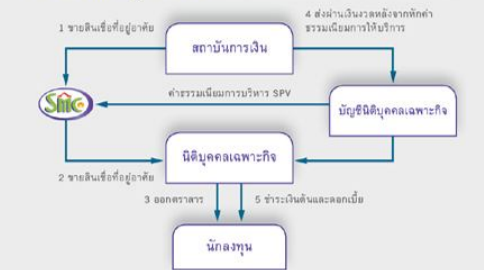 1 ขายสินเชื่อที่อยู่อาศัย
4 ส่งผ่านเงินงวดหลังจากหักค่า
ธรรมเนียมการให้บริการ
สถาบันการเงิน
ค่าธรรมเนียมการบริหาร SPV
SMC
บัญชีนิติบุคคลเฉพาะกิจ
นิติบุคคลเฉพาะกิจ
2 ขายสินเชื่อที่อยู่อาศัย
3 ออกตราสาร
5 ชำระเงินต้นและดอกเบี้ย
นักลงทุน